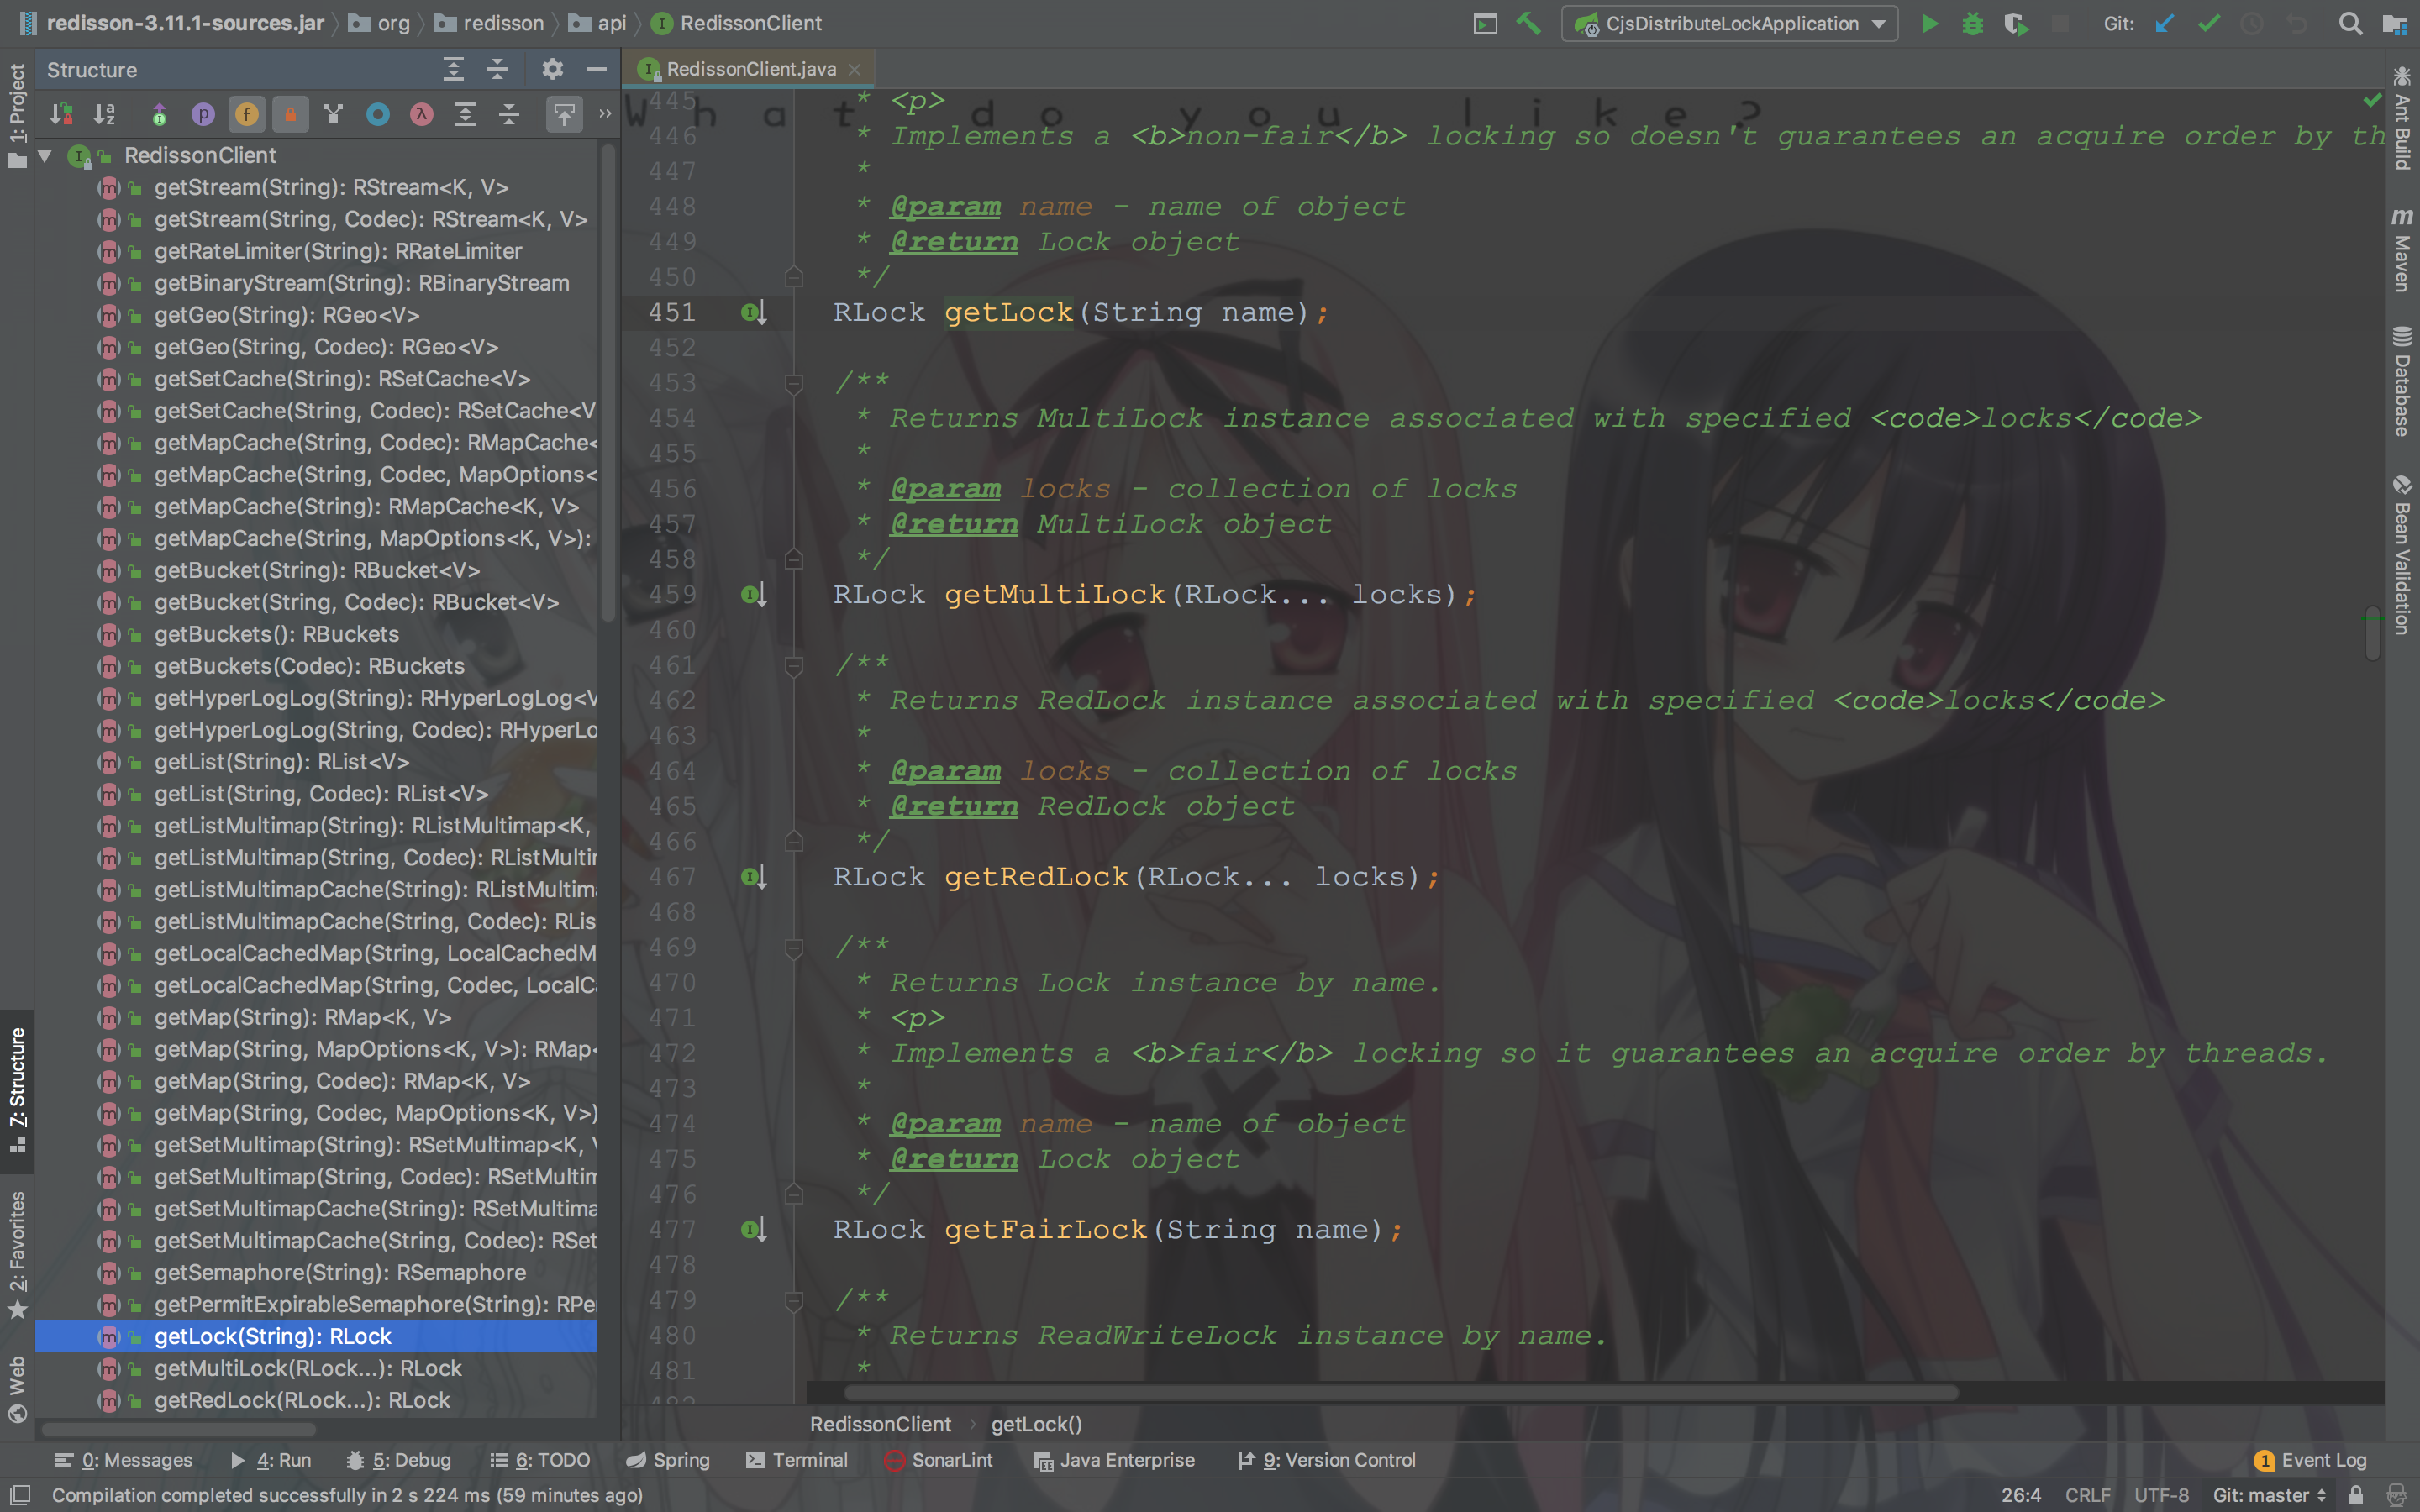 redisson-3.11.1-sources.jar org redisson api RedissonClient CjsDistributeLockApplication Git:
Structure
RedissonClient.java
1: Project
7: Structure
2: Favorites
Web
RedissonClient
getStream(String): RStream<K, V>
getStream(String, Codec): RStream<K, V>
getRateLimiter(String): RRateLimiter
getBinaryStream(String): RBinaryStream
getGeo(String): RGeo<V>
getGeo(String, Codec): RGeo<V>
getSetCache(String): RSetCache<V>
getSetCache(String, Codec): RSetCache<V
getMapCache(String, Codec): RMapCache<
getMapCache(String, Codec, MapOptions<
getMapCache(String): RMapCache<K, V>
getMapCache(String, MapOptions<K, V>):
getBucket(String): RBucket<V>
getBucket(String, Codec): RBucket<V>
getBuckets(): RBuckets
getBuckets(Codec): RBuckets
getHyperLogLog(String): RHyperLogLog<V
getHyperLogLog(String, Codec): RHyperLo
getList(String): RList<V>
getList(String, Codec): RList<V>
getListMultimap(String): RListMultimap<K,
getListMultimap(String, Codec): RListMultin
getListMultimapCache(String): RListMultim
getListMultimapCache(String, Codec): RLis
getLocalCachedMap(String, LocalCachedM
getLocalCachedMap(String, Codec, LocalC
getMap(String): RMap<K, V>
getMap(String, MapOptions<K, V>): RMap<
getMap(String, Codec): RMap<K, V>
getMap(String, Codec, MapOptions<K, V>)
getSetMultimap(String): RSetMultimap<K, V
getSetMultimap(String, Codec): RSetMultin
getSetMultimapCache(String): RSetMultima
getSetMultimapCache(String, Codec): RSet
getSemaphore(String): RSemaphore
getPermitExpirableSemaphore(String): RPe
getLock(String): RLock
getMultiLock(RLock...): RLock
getRedLock(RLock...): RLock
What do you like?
445 * <p>
446 * Implements a <b>non-fair</b> locking so doesn't guarantees an acquire order by th
447 *
448 * @param name - name of object
449 * @return Lock object
450 */
451 RLock getLock(String name);
452
453 /**
454 * Returns MultiLock instance associated with specified <code>locks</code>
455 *
456 * @param locks - collection of locks
457 * @return MultiLock object
458 */
459 RLock getMultiLock(RLock... locks);
460
461 /**
462 * Returns RedLock instance associated with specified <code>locks</code>
463 *
464 * @param locks - collection of locks
465 * @return RedLock object
466 */
467 RLock getRedLock(RLock... locks);
468
469 /**
470 * Returns Lock instance by name.
471 * <p>
472 * Implements a <b>fair</b> locking so it guarantees an acquire order by threads.
473 *
474 * @param name - name of object
475 * @return Lock object
476 */
477 RLock getFairLock(String name);
478
479 /**
480 * Returns ReadWriteLock instance by name.
481 *
RedissonClient getLock()
Ant Build
Maven
Database
Bean Validation
0: Messages 4: Run 5: Debug 6: TODO Spring Terminal SonarLint Java Enterprise 9: Version Control 1 Event Log
Compilation completed successfully in 2 s 224 ms (59 minutes ago) 26:4 CRLF UTF-8 Git: master